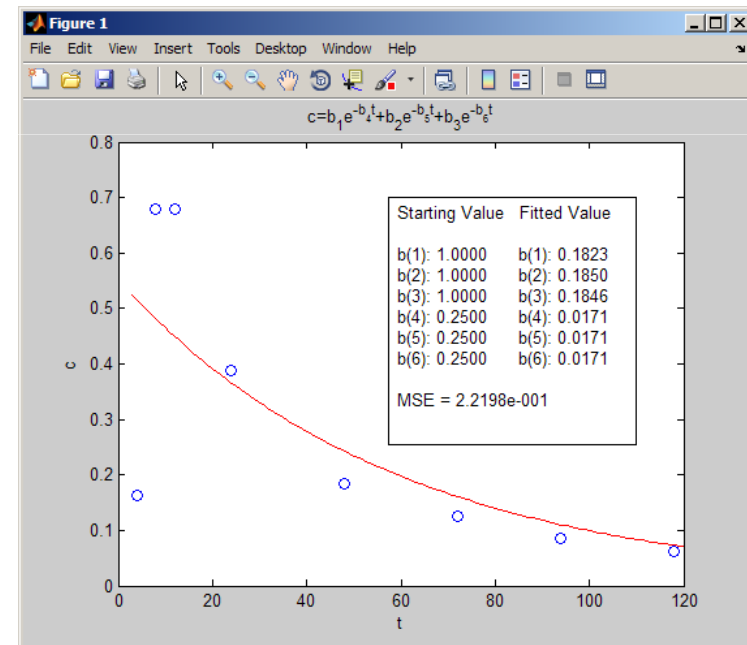 Figure 1
File Edit View Insert Tools Desktop Window Help
c=b₁e^-b₄t+b₂e^-b₅t+b₃e^-b₆t
0.8
0.7
0.6
0.5
0.4
0.3
0.2
0.1
0
c
Starting Value Fitted Value
b(1): 1.0000 b(1): 0.1823
b(2): 1.0000 b(2): 0.1850
b(3): 1.0000 b(3): 0.1846
b(4): 0.2500 b(4): 0.0171
b(5): 0.2500 b(5): 0.0171
b(6): 0.2500 b(6): 0.0171
MSE = 2.2198e-001
0 20 40 60 80 100 120
t